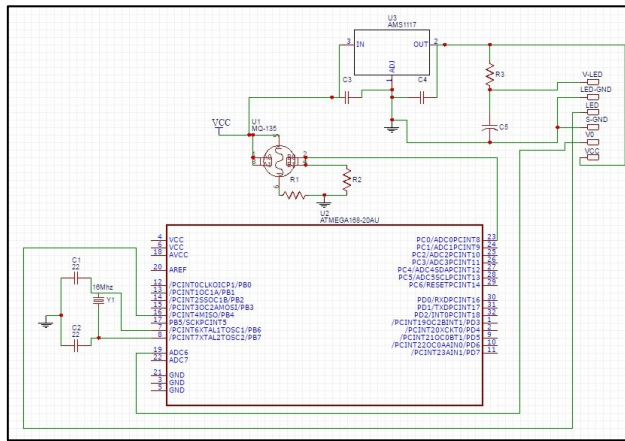 U3
AMS1117
3 IN
OUT 2
ADJ
1
C3
C4
R3
C5
V-LED
LED-GND
LED
S-GND
V0
VCC
VCC
U1
MQ-135
R1
R2
6
U2
ATMEGA168-20AU
4 VCC
6 VCC
18 AVCC
20 AREF
12 /PCINT0CLKOICP1/PB0
13 /PCINT1OC1A/PB1
14 /PCINT2SSOC1B/PB2
15 /PCINT3OC2AMOSI/PB3
16 /PCINT4MISO/PB4
17 PB5/SCKPCINT5
7 /PCINT6XTAL1TOSC1/PB6
8 /PCINT7XTAL2TOSC2/PB7
19 ADC6
22 ADC7
21 GND
3 GND
5 GND
PC0/ADC0PCINT8 23
PC1/ADC1PCINT9 24
PC2/ADC2PCINT10 25
PC3/ADC3PCINT11 26
PC4/ADC4SDAPCINT12 27
PC5/ADC5SCLPCINT13 28
PC6/RESETPCINT14 29
PD0/RXDPCINT16 30
PD1/TXDPCINT17 31
PD2/INT0PCINT18 32
/PCINT19OC2BINT1/PD3 1
/PCINT20XCKT0/PD4 2
/PCINT21OC0BT1/PD5 9
/PCINT22OC0AAIN0/PD6 10
/PCINT23AIN1/PD7 11
C1
22
16Mhz
Y1
C2
22